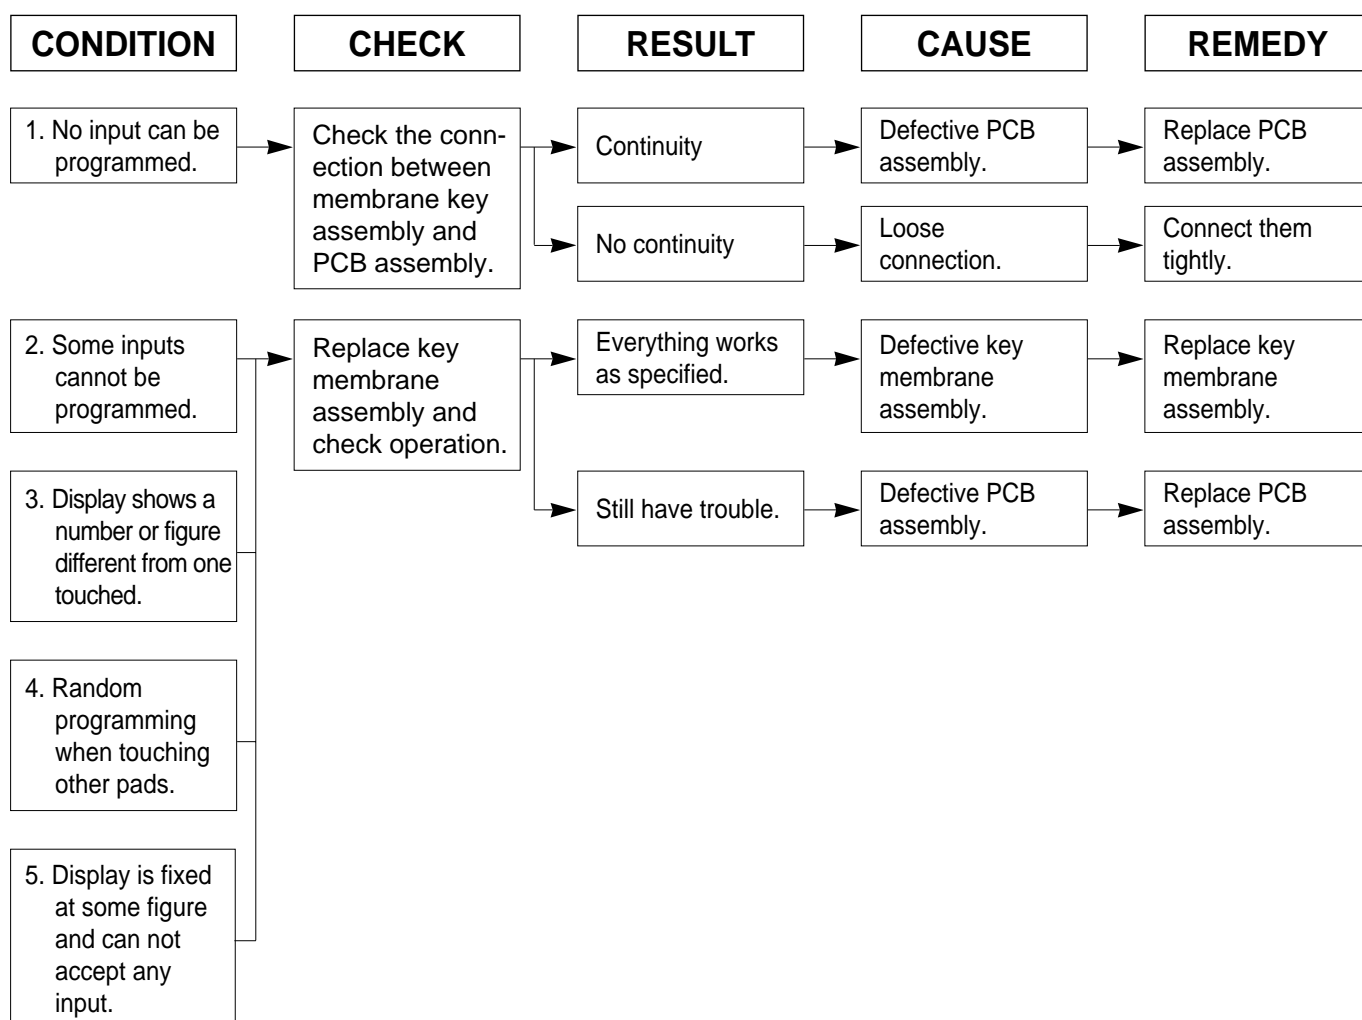 CONDITION
CHECK
RESULT
CAUSE
REMEDY
1. No input can be
programmed.
Check the conn-
ection between
membrane key
assembly and
PCB assembly.
Continuity
Defective PCB
assembly.
Replace PCB
assembly.
No continuity
Loose
connection.
Connect them
tightly.
2. Some inputs
cannot be
programmed.
Replace key
membrane
assembly and
check operation.
Everything works
as specified.
Defective key
membrane
assembly.
Replace key
membrane
assembly.
Still have trouble.
Defective PCB
assembly.
Replace PCB
assembly.
3. Display shows a
number or figure
different from one
touched.
4. Random
programming
when touching
other pads.
5. Display is fixed
at some figure
and can not
accept any
input.